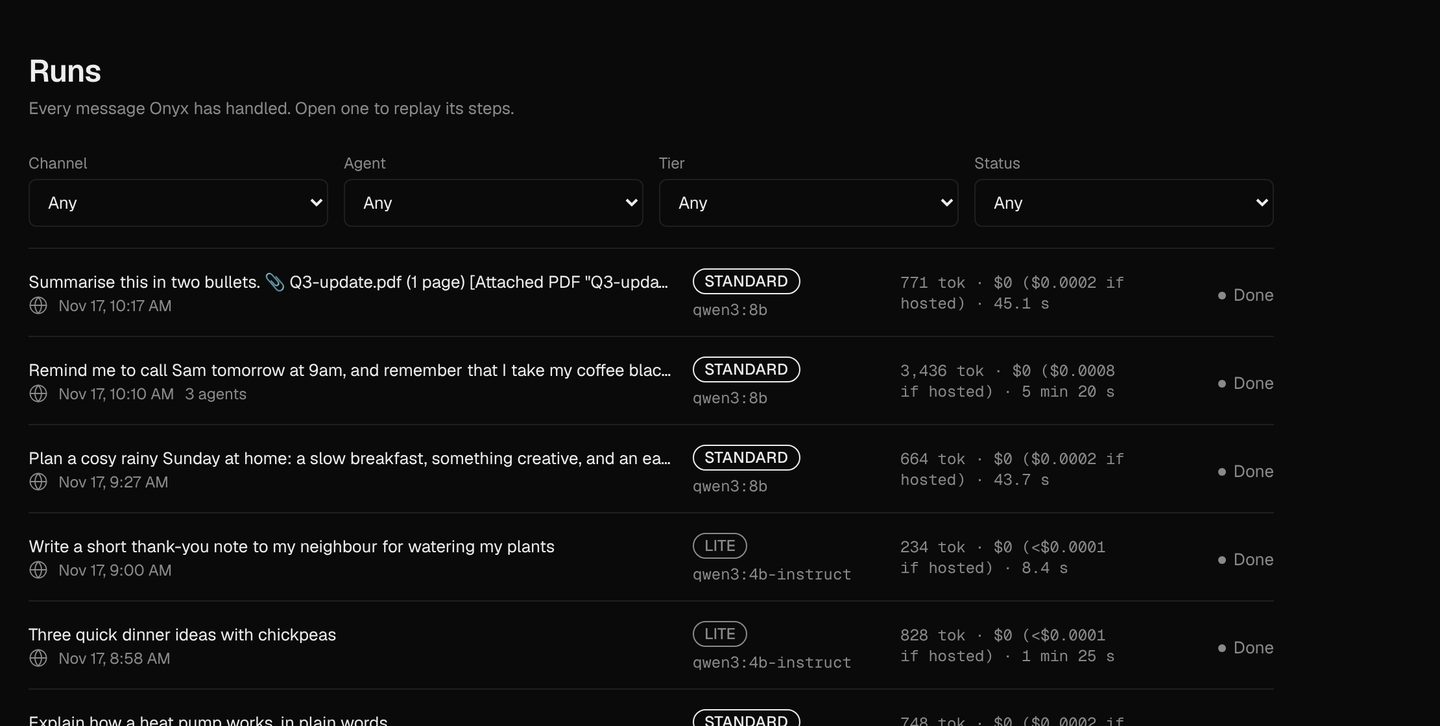 Runs
Every message Onyx has handled. Open one to replay its steps.
Channel
Agent
Tier
Status
Any
Any
Any
Any
Summarise this in two bullets. 📎 Q3-update.pdf (1 page) [Attached PDF "Q3-upda...
Nov 17, 10:17 AM
STANDARD
qwen3:8b
771 tok · $0 ($0.0002 if
hosted) · 45.1 s
Done
Remind me to call Sam tomorrow at 9am, and remember that I take my coffee blac...
Nov 17, 10:10 AM 3 agents
STANDARD
qwen3:8b
3,436 tok · $0 ($0.0008
if hosted) · 5 min 20 s
Done
Plan a cosy rainy Sunday at home: a slow breakfast, something creative, and an ea...
Nov 17, 9:27 AM
STANDARD
qwen3:8b
664 tok · $0 ($0.0002 if
hosted) · 43.7 s
Done
Write a short thank-you note to my neighbour for watering my plants
Nov 17, 9:00 AM
LITE
qwen3:4b-instruct
234 tok · $0 (<$0.0001
if hosted) · 8.4 s
Done
Three quick dinner ideas with chickpeas
Nov 17, 8:58 AM
LITE
qwen3:4b-instruct
828 tok · $0 (<$0.0001
if hosted) · 1 min 25 s
Done
Explain how a heat pump works, in plain words
STANDARD
748 tok · $0 ($0.0002 if